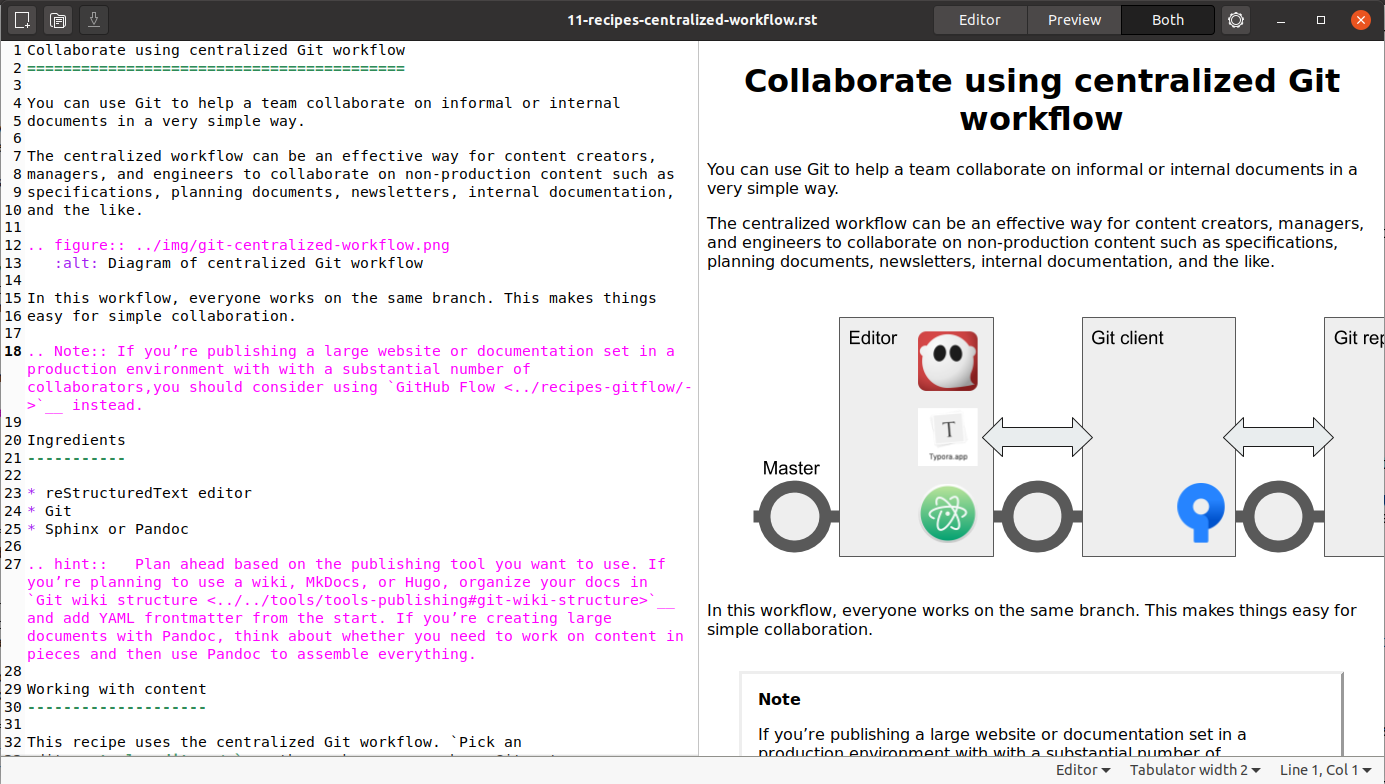 11-recipes-centralized-workflow.rst
Editor
Preview
Both
1 Collaborate using centralized Git workflow
2 ==========================================
3
4 You can use Git to help a team collaborate on informal or internal
5 documents in a very simple way.
6
7 The centralized workflow can be an effective way for content creators,
8 managers, and engineers to collaborate on non-production content such as
9 specifications, planning documents, newsletters, internal documentation,
10 and the like.
11
12 .. figure:: ../img/git-centralized-workflow.png
13    :alt: Diagram of centralized Git workflow
14
15 In this workflow, everyone works on the same branch. This makes things
16 easy for simple collaboration.
17
18 .. Note:: If you’re publishing a large website or documentation set in a
production environment with with a substantial number of
collaborators,you should consider using `GitHub Flow <../recipes-gitflow/-
>`__ instead.
19
20 Ingredients
21 -----------
22
23 * reStructuredText editor
24 * Git
25 * Sphinx or Pandoc
26
27 .. hint::   Plan ahead based on the publishing tool you want to use. If
you’re planning to use a wiki, MkDocs, or Hugo, organize your docs in
`Git wiki structure <../../tools/tools-publishing#git-wiki-structure>`__
and add YAML frontmatter from the start. If you’re creating large
documents with Pandoc, think about whether you need to work on content in
pieces and then use Pandoc to assemble everything.
28
29 Working with content
30 --------------------
31
32 This recipe uses the centralized Git workflow. `Pick an
Collaborate using centralized Git
workflow
You can use Git to help a team collaborate on informal or internal documents in a
very simple way.
The centralized workflow can be an effective way for content creators, managers,
and engineers to collaborate on non-production content such as specifications,
planning documents, newsletters, internal documentation, and the like.
Editor
Git client
Git rep
T
Typora.app
Master
In this workflow, everyone works on the same branch. This makes things easy for
simple collaboration.
Note
If you’re publishing a large website or documentation set in a
production environment with with a substantial number of
Editor
Tabulator width 2
Line 1, Col 1